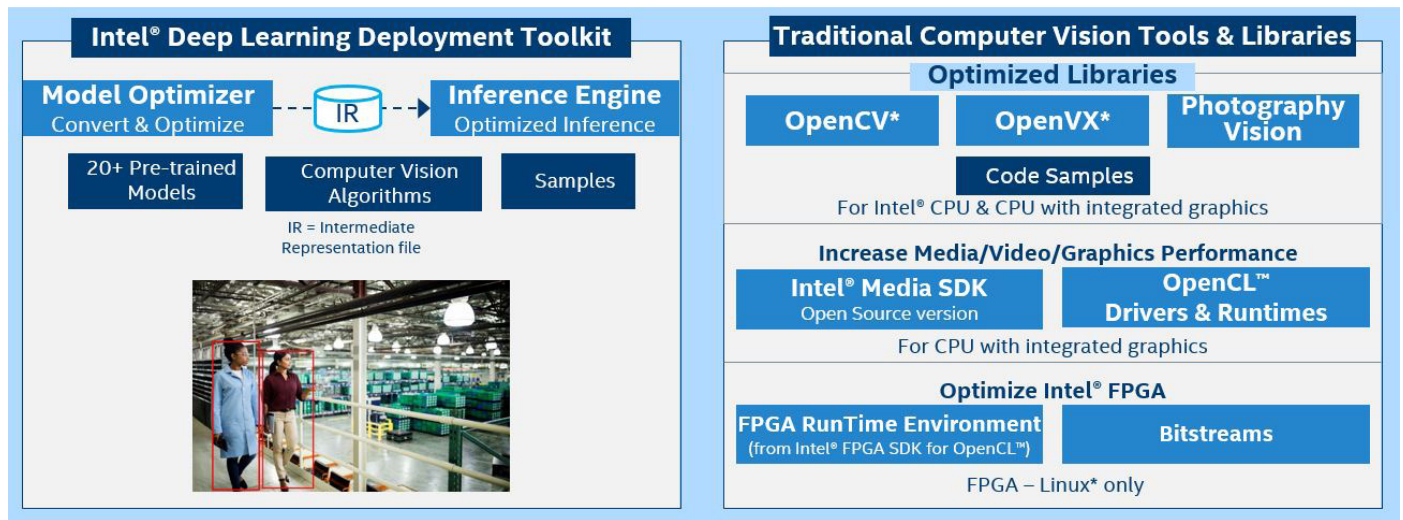 Intel® Deep Learning Deployment Toolkit
Model Optimizer
Convert & Optimize
IR
Inference Engine
Optimized Inference
20+ Pre-trained
Models
Computer Vision
Algorithms
Samples
IR = Intermediate
Representation file
Traditional Computer Vision Tools & Libraries
Optimized Libraries
OpenCV*
OpenVX*
Photography
Vision
Code Samples
For Intel® CPU & CPU with integrated graphics
Increase Media/Video/Graphics Performance
Intel® Media SDK
Open Source version
OpenCL™
Drivers & Runtimes
For CPU with integrated graphics
Optimize Intel® FPGA
FPGA RunTime Environment
(from Intel® FPGA SDK for OpenCL™)
Bitstreams
FPGA – Linux* only